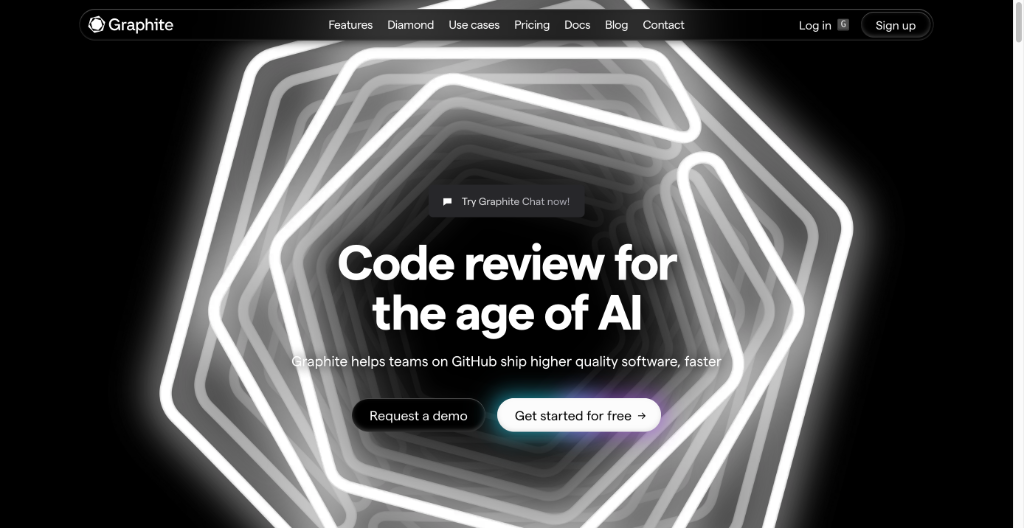 Graphite
Features Diamond Use cases Pricing Docs Blog Contact
Log in G
Sign up
Try Graphite Chat now!
Code review for
the age of AI
Graphite helps teams on GitHub ship higher quality software, faster
Request a demo
Get started for free →